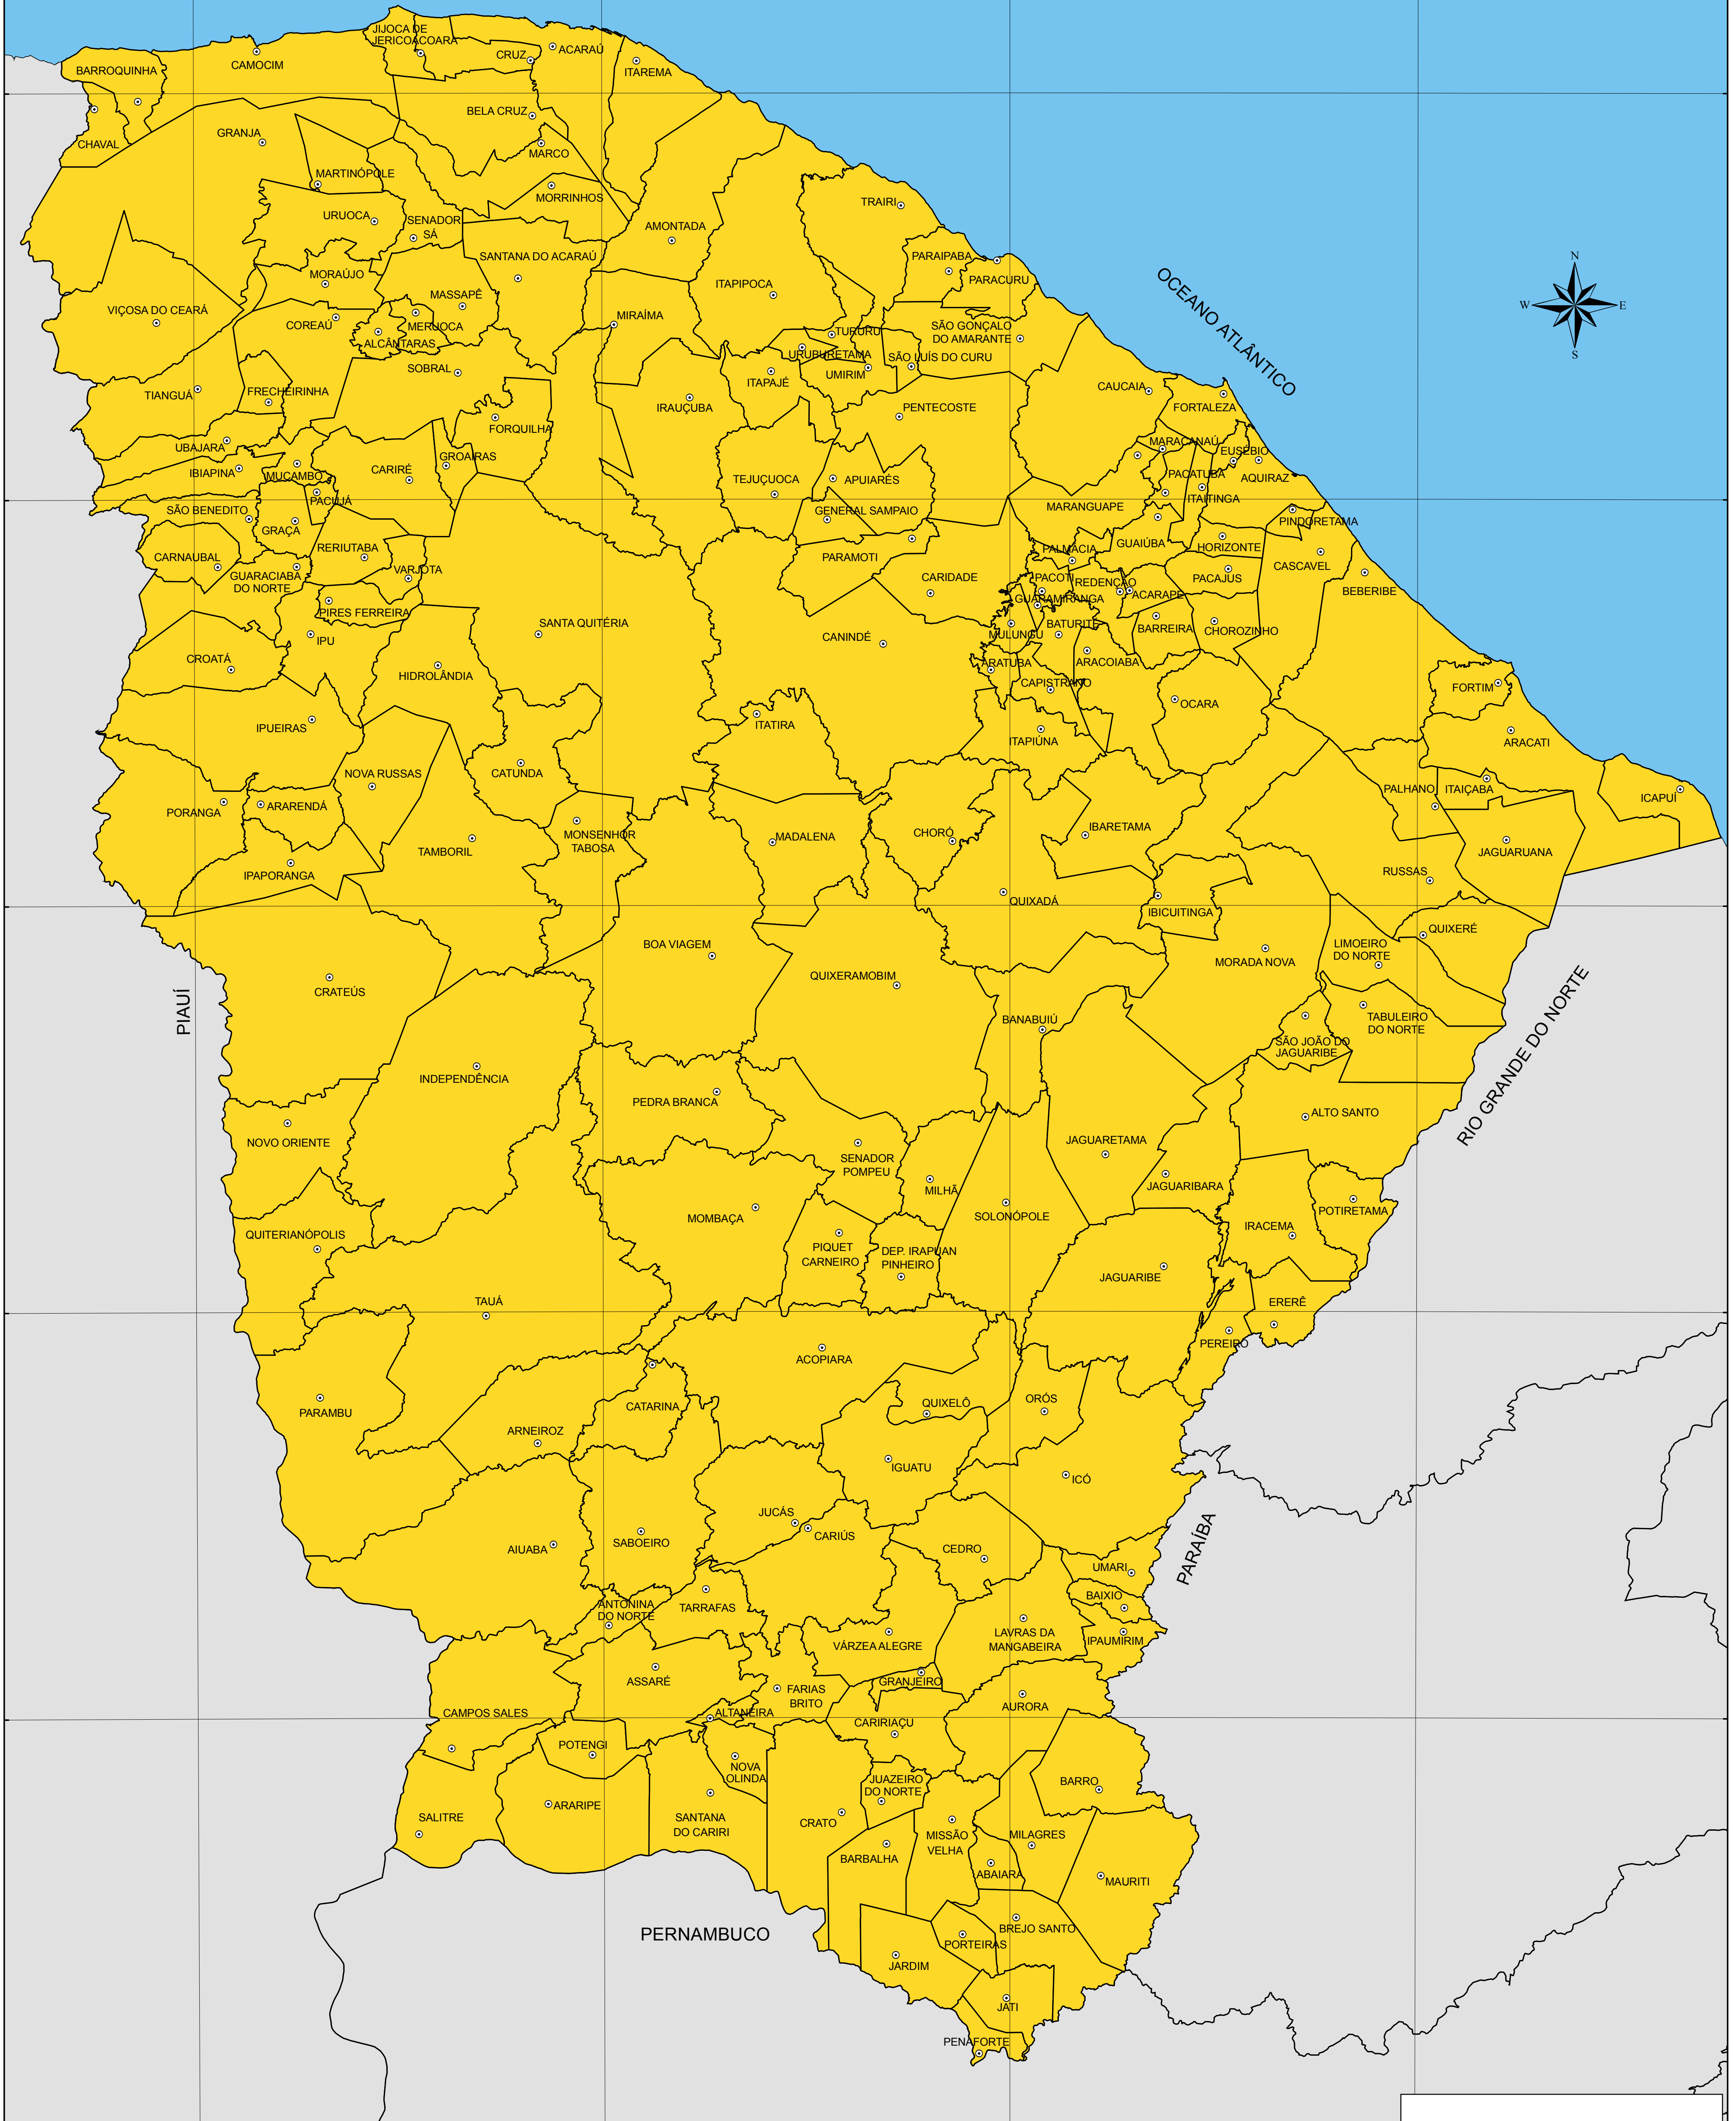 JIJOCA DE
JERICOACOARA
CRUZ
ACARAÚ
ITAREMA
BARROQUINHA
CAMOCIM
BELA CRUZ
CHAVAL
GRANJA
MARCO
MARTINÓPOLE
MORRINHOS
TRAIRI
URUOCA
SENADOR
SÁ
AMONTADA
SANTANA DO ACARAÚ
PARAIPABA
N
MORAÚJO
PARACURU
ITAPIPOCA
OCEANO ATLÂNTICO
MASSAPÊ
W
E
VIÇOSA DO CEARÁ
MIRAÍMA
COREAÚ
MERUOCA
SÃO GONÇALO
DO AMARANTE
TURURU
ALCÂNTARAS
URUBURETAMA
SÃO LUÍS DO CURU
S
SOBRAL
UMIRIM
ITAPAJÉ
CAUCAIA
TIANGUÁ
FRECHEIRINHA
IRAUÇUBA
PENTECOSTE
FORTALEZA
FORQUILHA
MARACANAÚ
UBAJARA
EUSÉBIO
GROAÍRAS
IBIAPINA
MUCAMBO
CARIRÉ
TEJUÇUOCA
APUIARÉS
PACATUBA
AQUIRAZ
PACUJÁ
ITAITINGA
SÃO BENEDITO
GENERAL SAMPAIO
MARANGUAPE
PINDORETAMA
GRAÇA
RERIUTABA
PARAMOTI
PALMÁCIA
GUAIÚBA
HORIZONTE
CARNAUBAL
CASCAVEL
GUARACIABA
DO NORTE
VARJOTA
CARIDADE
PACOTI
REDENÇÃO
PACAJUS
BEBERIBE
ACARAPE
GUARAMIRANGA
PIRES FERREIRA
SANTA QUITÉRIA
BATURITÉ
BARREIRA
CHOROZINHO
MULUNGU
IPU
CANINDÉ
CROATÁ
ARATUBA
ARACOIABA
HIDROLÂNDIA
CAPISTRANO
FORTIM
OCARA
IPUEIRAS
ITATIRA
ITAPIÚNA
ARACATI
NOVA RUSSAS
CATUNDA
PALHANO
ITAIÇABA
ICAPUÍ
PORANGA
ARARENDÁ
MONSENHOR
TABOSA
MADALENA
CHORÓ
IBARETAMA
TAMBORIL
JAGUARUANA
IPAPORANGA
RUSSAS
QUIXADÁ
IBICUITINGA
QUIXERÉ
BOA VIAGEM
LIMOEIRO
DO NORTE
MORADA NOVA
QUIXERAMOBIM
CRATEÚS
PIAUÍ
BANABUIÚ
TABULEIRO
DO NORTE
SÃO JOÃO DO
JAGUARIBE
RIO GRANDE DO NORTE
INDEPENDÊNCIA
PEDRA BRANCA
ALTO SANTO
NOVO ORIENTE
JAGUARETAMA
SENADOR
POMPEU
MILHÃ
JAGUARIBARA
MOMBAÇA
SOLONÓPOLE
POTIRETAMA
IRACEMA
QUITERIANÓPOLIS
PIQUET
CARNEIRO
DEP. IRAPUAN
PINHEIRO
JAGUARIBE
TAUÁ
ERERÊ
PEREIRO
ACOPIARA
PARAMBU
CATARINA
QUIXELÔ
ORÓS
ARNEIROZ
IGUATU
ICÓ
JUCÁS
CARIÚS
SABOEIRO
AIUABA
CEDRO
PARAÍBA
UMARI
BAIXIO
ANTONINA
DO NORTE
TARRAFAS
VÁRZEA ALEGRE
LAVRAS DA
MANGABEIRA
IPAUMIRIM
ASSARÉ
GRANJEIRO
FARIAS
BRITO
AURORA
CAMPOS SALES
ALTANEIRA
CARIRIAÇU
POTENGI
NOVA
OLINDA
JUAZEIRO
DO NORTE
BARRO
ARARIPE
SALITRE
SANTANA
DO CARIRI
CRATO
MISSÃO
VELHA
MILAGRES
BARBALHA
ABAIARA
MAURITI
PERNAMBUCO
BREJO SANTO
PORTEIRAS
JARDIM
JATI
PENAFORTE